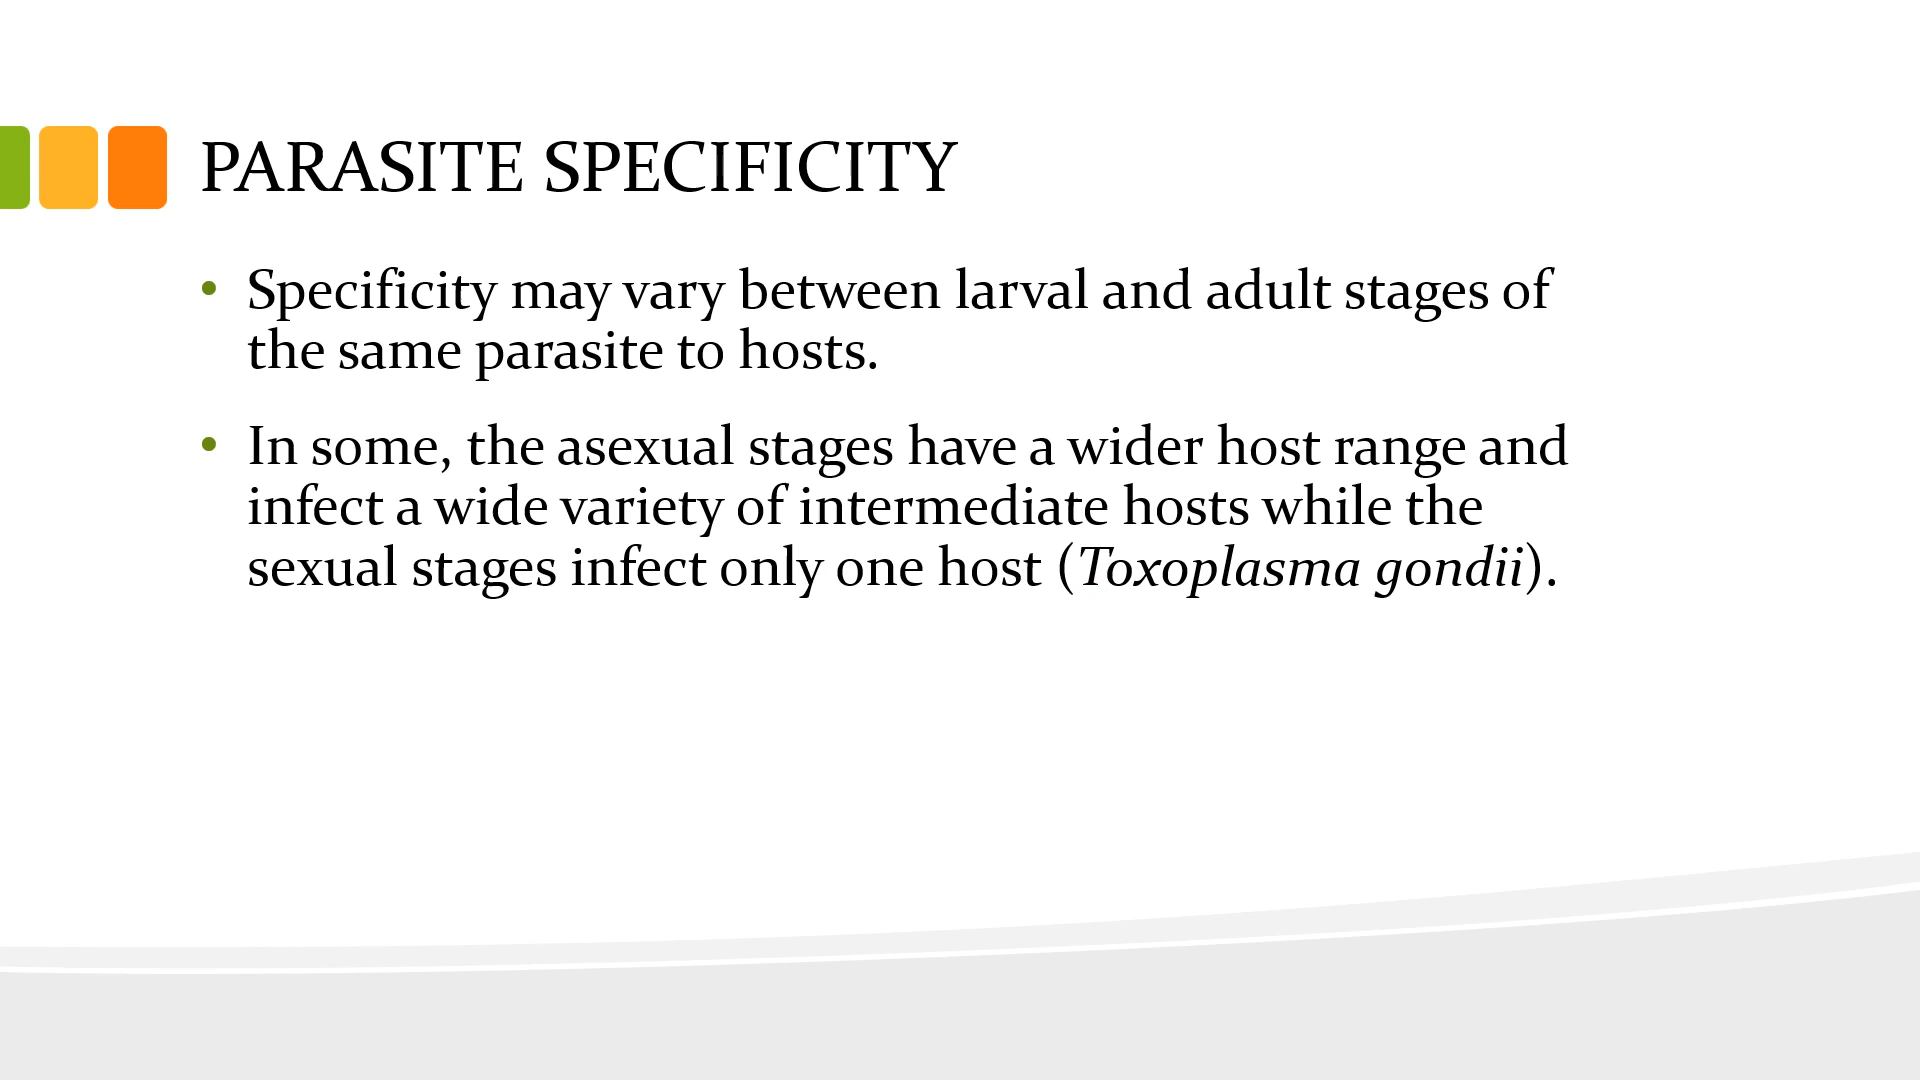 PARASITE SPECIFICITY
• Specificity may vary between larval and adult stages of
the same parasite to hosts.
• In some, the asexual stages have a wider host range and
infect a wide variety of intermediate hosts while the
sexual stages infect only one host (Toxoplasma gondii).